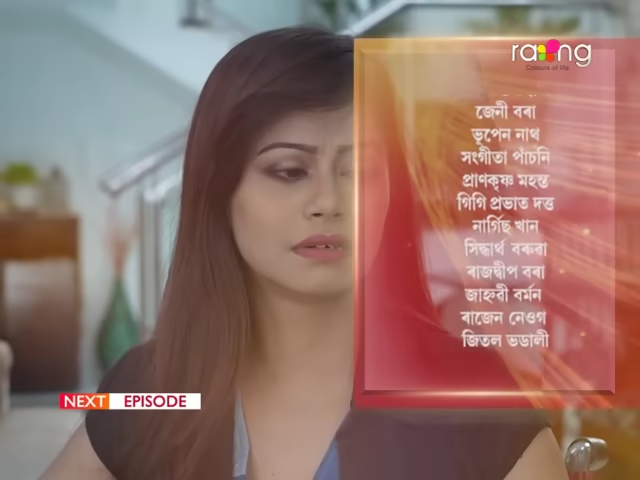 rang
Colours of life
জেনী বৰা
ভূপেন নাথ
সংগীতা পাঁচনি
প্ৰাণকৃষ্ণ মহন্ত
গিগি প্ৰভাত দত্ত
নাৰ্গিছ খান
সিদ্ধাৰ্থ বৰুৱা
ৰাজদ্বীপ বৰা
জাহ্নৱী বৰ্মন
ৰাজেন নেওগ
জিতল ভডালী
NEXT EPISODE